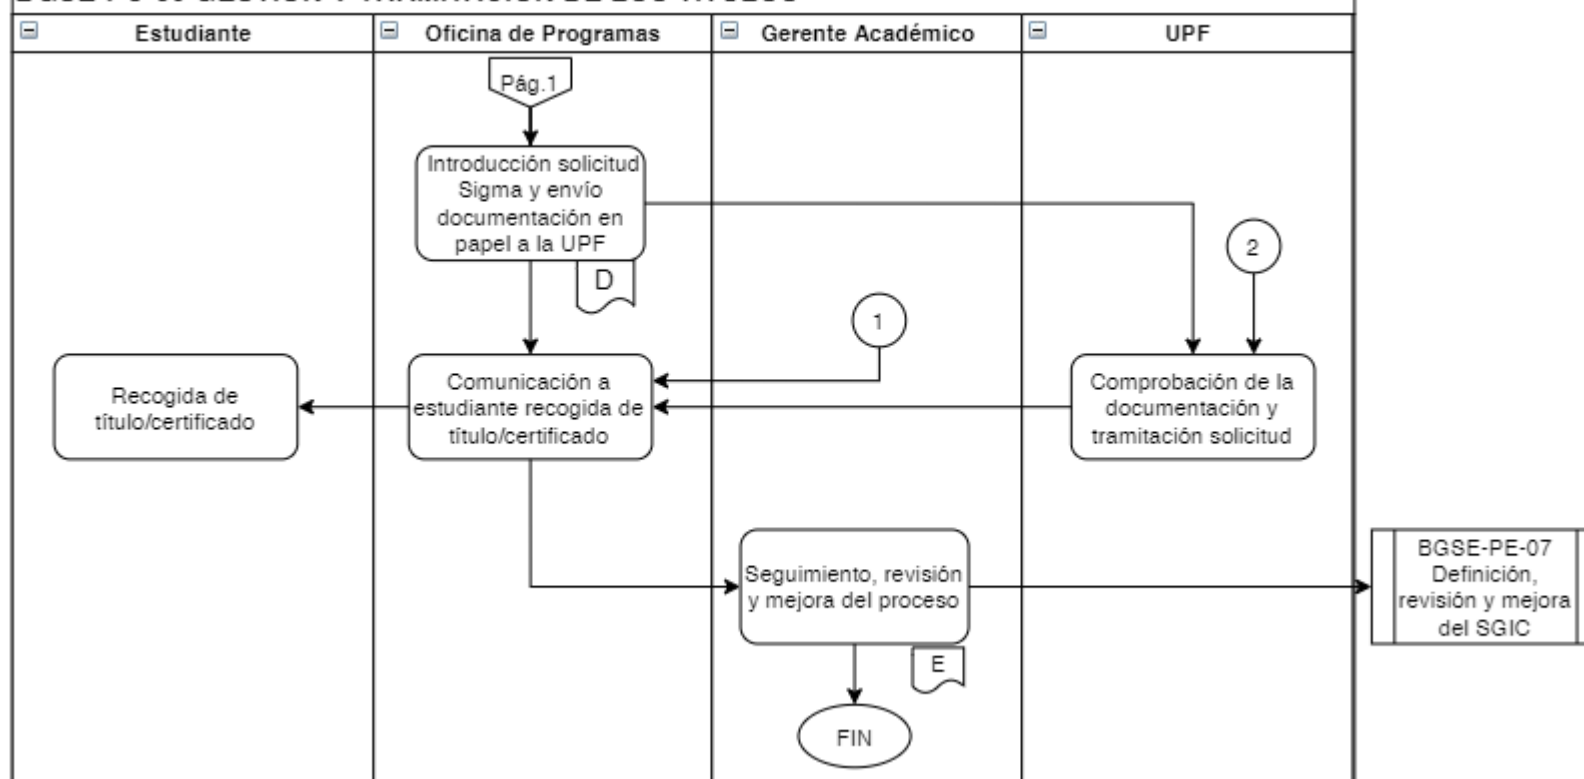 Estudiante
Oficina de Programas
Gerente Académico
UPF
Pág.1
Introducción solicitud
Sigma y envío
documentación en
papel a la UPF
D
2
1
Recogida de
título/certificado
Comunicación a
estudiante recogida de
título/certificado
Comprobación de la
documentación y
tramitación solicitud
Seguimiento, revisión
y mejora del proceso
E
BGSE-PE-07
Definición,
revisión y mejora
del SGIC
FIN